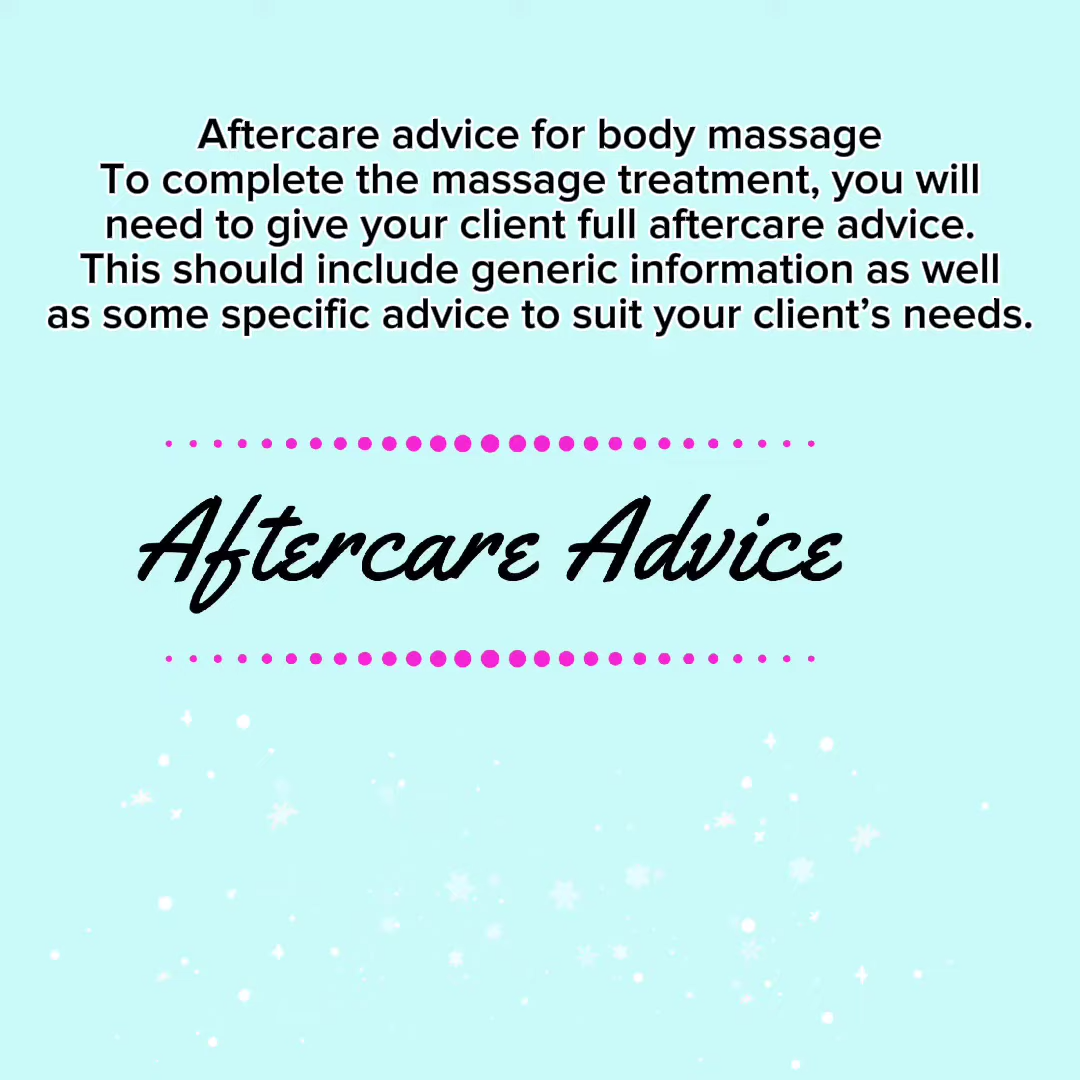 Aftercare advice for body massage
To complete the massage treatment, you will
need to give your client full aftercare advice.
This should include generic information as well
as some specific advice to suit your client’s needs.
Aftercare Advice